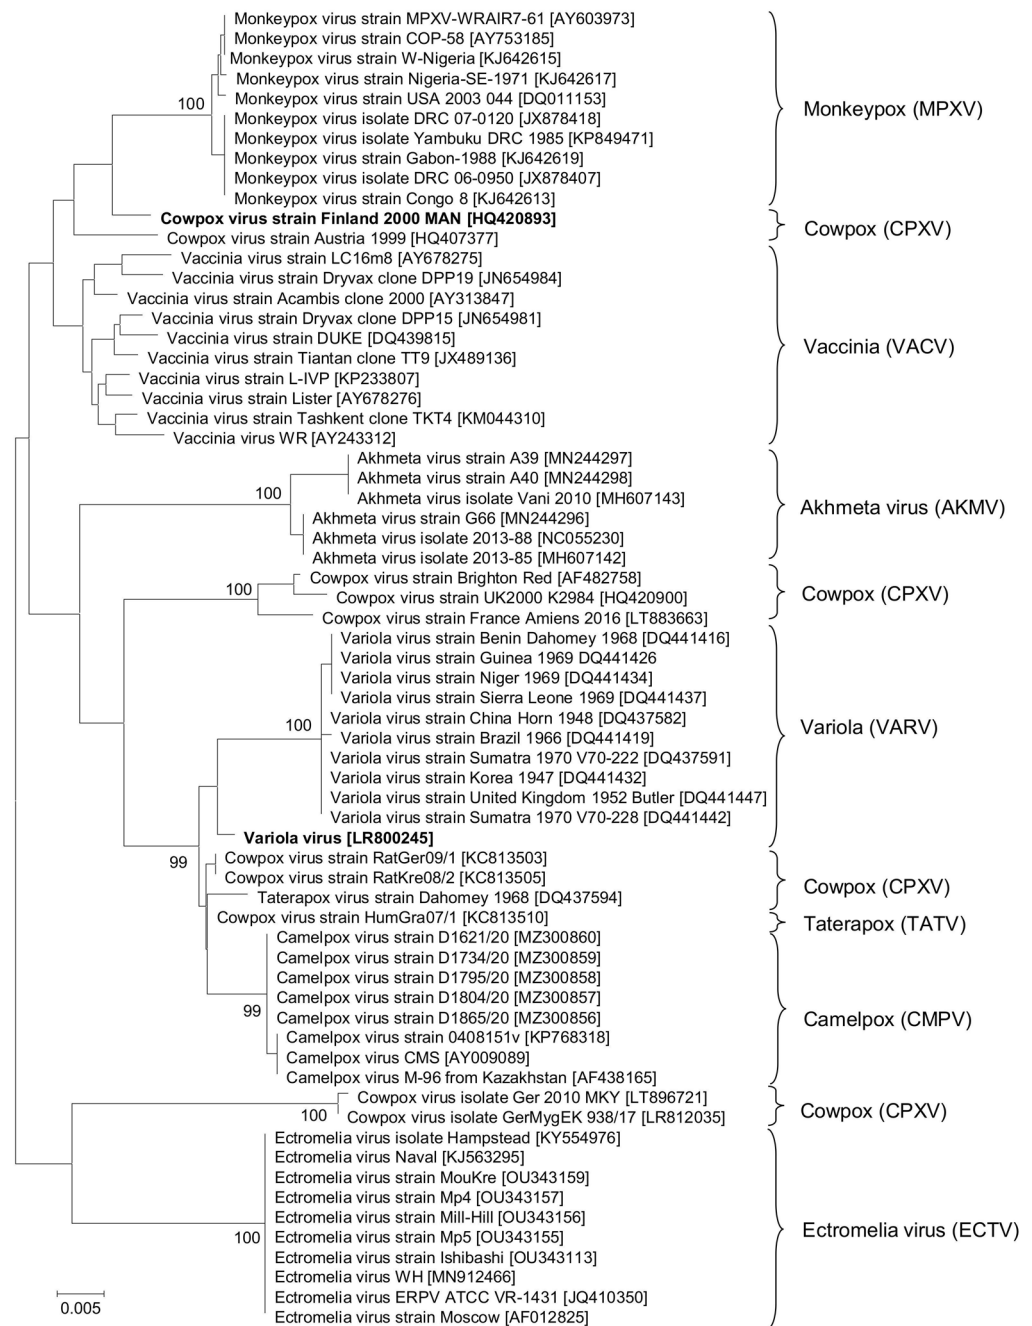 Monkeypox virus strain MPXV-WRAIR7-61 [AY603973]
Monkeypox virus strain COP-58 [AY753185]
Monkeypox virus strain W-Nigeria [KJ642615]
Monkeypox virus strain Nigeria-SE-1971 [KJ642617]
100
Monkeypox virus strain USA 2003 044 [DQ011153]
Monkeypox (MPXV)
Monkeypox virus isolate DRC 07-0120 [JX878418]
Monkeypox virus isolate Yambuku DRC 1985 [KP849471]
Monkeypox virus strain Gabon-1988 [KJ642619]
Monkeypox virus isolate DRC 06-0950 [JX878407]
Monkeypox virus strain Congo 8 [KJ642613]
Cowpox virus strain Finland 2000 MAN [HQ420893]
Cowpox (CPXV)
Cowpox virus strain Austria 1999 [HQ407377]
Vaccinia virus strain LC16m8 [AY678275]
Vaccinia virus strain Dryvax clone DPP19 [JN654984]
Vaccinia virus strain Acambis clone 2000 [AY313847]
Vaccinia virus strain Dryvax clone DPP15 [JN654981]
Vaccinia virus strain DUKE [DQ439815]
Vaccinia (VACV)
Vaccinia virus strain Tiantan clone TT9 [JX489136]
Vaccinia virus strain L-IVP [KP233807]
Vaccinia virus strain Lister [AY678276]
Vaccinia virus strain Tashkent clone TKT4 [KM044310]
Vaccinia virus WR [AY243312]
Akhmeta virus strain A39 [MN244297]
Akhmeta virus strain A40 [MN244298]
100
Akhmeta virus isolate Vani 2010 [MH607143]
Akhmeta virus (AKMV)
Akhmeta virus strain G66 [MN244296]
Akhmeta virus isolate 2013-88 [NC055230]
Akhmeta virus isolate 2013-85 [MH607142]
Cowpox virus strain Brighton Red [AF482758]
100
Cowpox virus strain UK2000 K2984 [HQ420900]
Cowpox (CPXV)
Cowpox virus strain France Amiens 2016 [LT883663]
Variola virus strain Benin Dahomey 1968 [DQ441416]
Variola virus strain Guinea 1969 DQ441426
Variola virus strain Niger 1969 [DQ441434]
Variola virus strain Sierra Leone 1969 [DQ441437]
Variola virus strain China Horn 1948 [DQ437582]
100
Variola (VARV)
Variola virus strain Brazil 1966 [DQ441419]
Variola virus strain Sumatra 1970 V70-222 [DQ437591]
Variola virus strain Korea 1947 [DQ441432]
Variola virus strain United Kingdom 1952 Butler [DQ441447]
Variola virus strain Sumatra 1970 V70-228 [DQ441442]
Variola virus [LR800245]
99
Cowpox virus strain RatGer09/1 [KC813503]
Cowpox virus strain RatKre08/2 [KC813505]
Cowpox (CPXV)
Taterapox virus strain Dahomey 1968 [DQ437594]
Cowpox virus strain HumGra07/1 [KC813510]
Taterapox (TATV)
Camelpox virus strain D1621/20 [MZ300860]
Camelpox virus strain D1734/20 [MZ300859]
Camelpox virus strain D1795/20 [MZ300858]
Camelpox virus strain D1804/20 [MZ300857]
99
Camelpox virus strain D1865/20 [MZ300856]
Camelpox (CMPV)
Camelpox virus strain 0408151v [KP768318]
Camelpox virus CMS [AY009089]
Camelpox virus M-96 from Kazakhstan [AF438165]
Cowpox virus isolate Ger 2010 MKY [LT896721]
100
Cowpox (CPXV)
Cowpox virus isolate GerMygEK 938/17 [LR812035]
Ectromelia virus isolate Hampstead [KY554976]
Ectromelia virus Naval [KJ563295]
Ectromelia virus strain MouKre [OU343159]
Ectromelia virus strain Mp4 [OU343157]
Ectromelia virus strain Mill-Hill [OU343156]
Ectromelia virus (ECTV)
100
Ectromelia virus strain Mp5 [OU343155]
Ectromelia virus strain Ishibashi [OU343113]
Ectromelia virus WH [MN912466]
Ectromelia virus ERPV ATCC VR-1431 [JQ410350]
0.005
Ectromelia virus strain Moscow [AF012825]